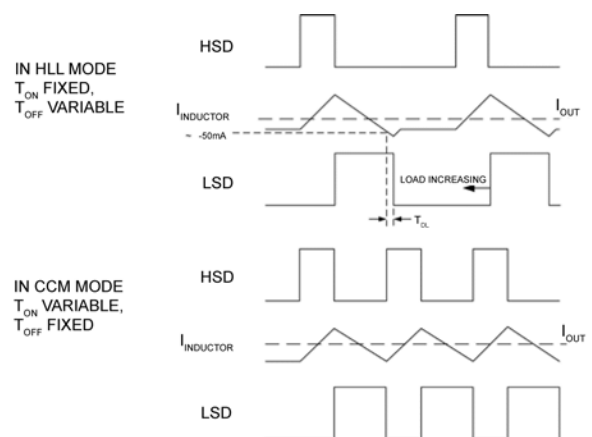 HSD
IN HLL MODE
T_ON FIXED,
T_OFF VARIABLE
I_INDUCTOR
I_OUT
~ -50mA
LSD
LOAD INCREASING
T_DL
HSD
IN CCM MODE
T_ON VARIABLE,
T_OFF FIXED
I_INDUCTOR
I_OUT
LSD